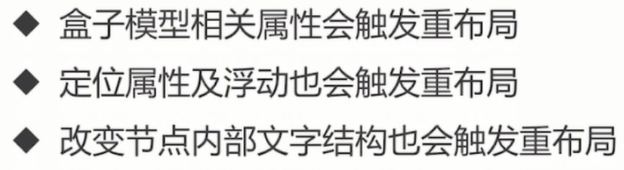 ◆ 盒子模型相关属性会触发重布局
◆ 定位属性及浮动也会触发重布局
◆ 改变节点内部文字结构也会触发重布局